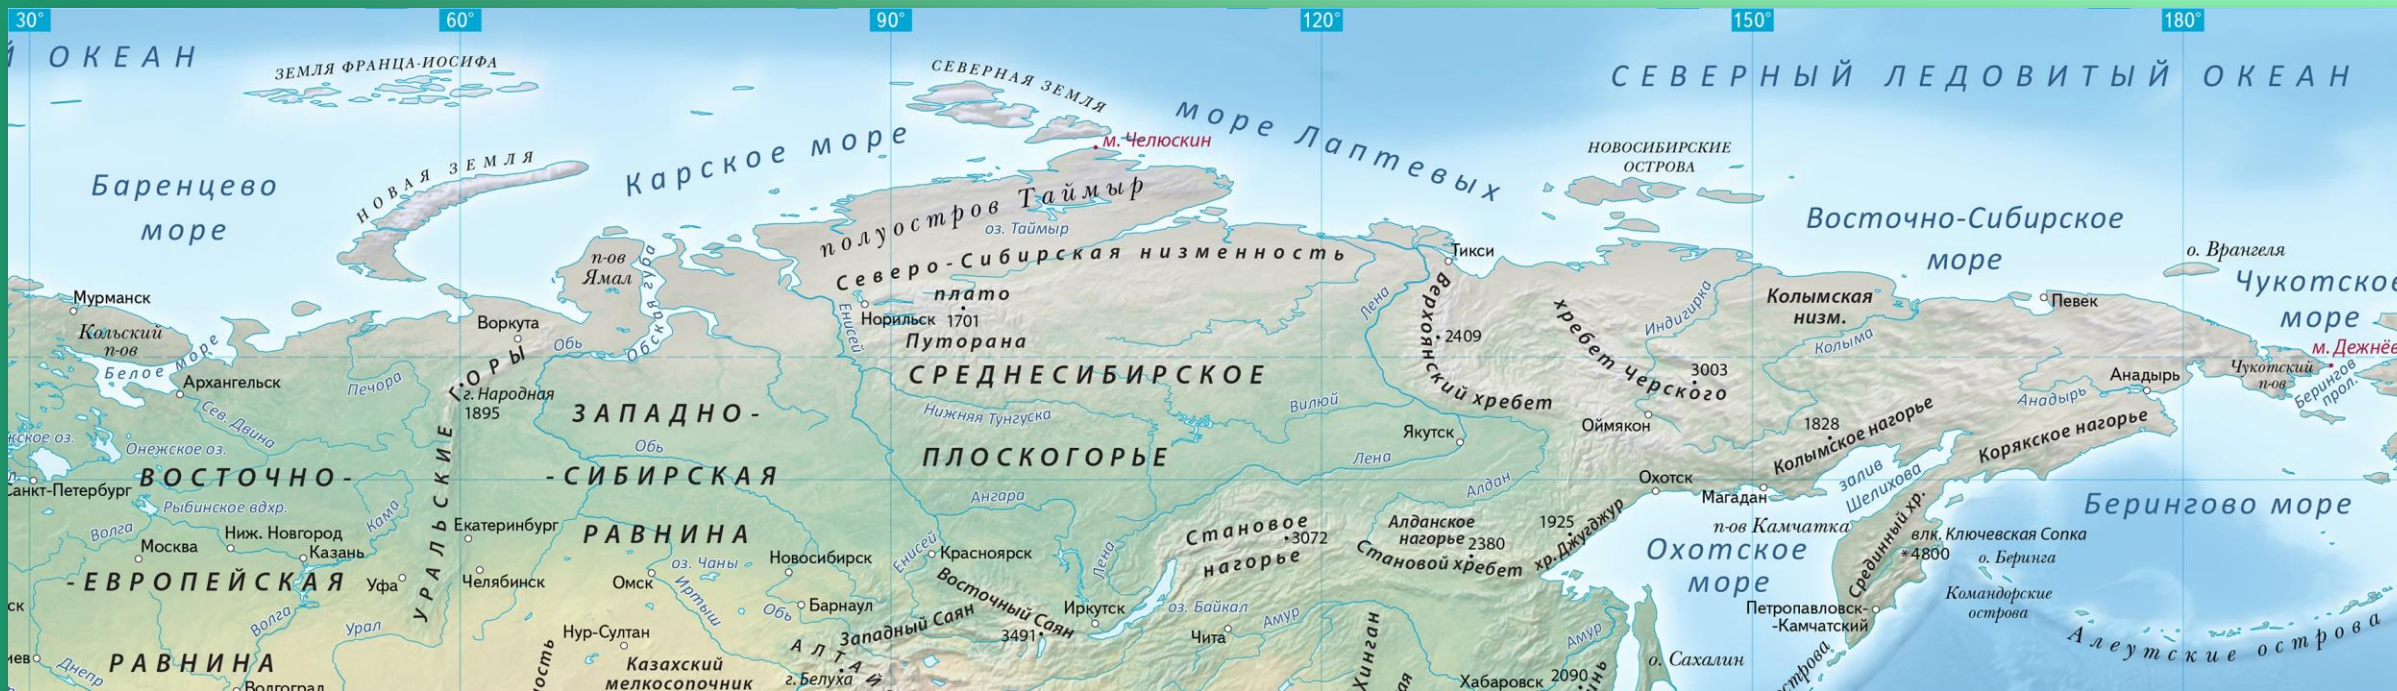 30°
60°
90°
120°
150°
180°
Й ОКЕАН
ЗЕМЛЯ ФРАНЦА-ИОСИФА
СЕВЕРНАЯ ЗЕМЛЯ
СЕВЕРНЫЙ ЛЕДОВИТЫЙ ОКЕАН
море Лаптевых
м. Челюскин
Карское море
НОВАЯ ЗЕМЛЯ
НОВОСИБИРСКИЕ
ОСТРОВА
Баренцево
море
полуостров Таймыр
оз. Таймыр
Восточно-Сибирское
море
о. Врангеля
Чукотское
море
п-ов
Ямал
Обская губа
Северо-Сибирская низменность
Тикси
Мурманск
Кольский
п-ов
Белое море
Воркута
Обь
Енисей
Норильск
плато
1701
Путорана
Лена
Верхоянский хребет
2409
хребет Черского
3003
Индигирка
Колымская
низм.
Колыма
Певек
м. Дежнёв
Чукотский
п-ов
Берингов
прол.
Анадырь
Анадырь
Архангельск
Печора
УРАЛЬСКИЕ ГОРЫ
г. Народная
1895
Сев. Двина
ЗАПАДНО-
-СИБИРСКАЯ
РАВНИНА
Обь
СРЕДНЕСИБИРСКОЕ
ПЛОСКОГОРЬЕ
Нижняя Тунгуска
Вилюй
Якутск
Лена
Оймякон
1828
Колымское нагорье
Корякское нагорье
жское оз.
Онежское оз.
Санкт-Петербург
ВОСТОЧНО-
-ЕВРОПЕЙСКАЯ
РАВНИНА
Рыбинское вдхр.
Волга
Кама
Ниж. Новгород
Москва
Казань
Уфа
Екатеринбург
Челябинск
Омск
оз. Чаны
Иртыш
Новосибирск
Обь
Барнаул
Енисей
Красноярск
Ангара
Лена
Становое
нагорье
3072
Алданское
нагорье
2380
Алдан
Становой хребет
1925
хр. Джугджур
Охотск
Магадан
залив
Шелихова
Берингово море
п-ов Камчатка
Охотское
море
Срединный хр.
влк. Ключевская Сопка
4800
о. Беринга
Командорские
острова
Петропавловск-
-Камчатский
Алеутские острова
ск
Волга
Урал
Нур-Султан
Казахский
мелкосопочник
Западный Саян
Восточный Саян
3491
Иркутск
оз. Байкал
Чита
Амур
Амур
АЛТАЙ
г. Белуха
Хинган
Хабаровск
2090
о. Сахалин
острова
иев
Днепр
Волгоград
ность
ая
инь